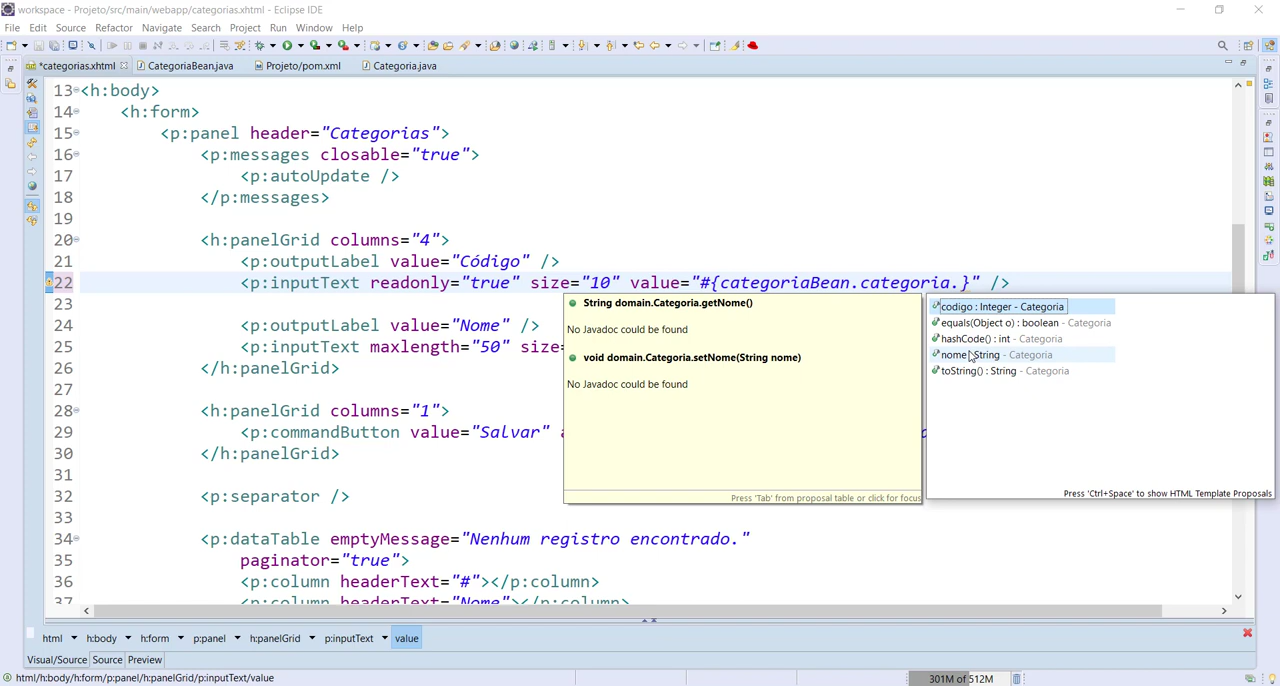 workspace - Projeto/src/main/webapp/categorias.xhtml - Eclipse IDE
File Edit Source Refactor Navigate Search Project Run Window Help
*categorias.xhtml CategoriaBean.java Projeto/pom.xml Categoria.java
13 <h:body>
14 <h:form>
15 <p:panel header="Categorias">
16 <p:messages closable="true">
17 <p:autoUpdate />
18 </p:messages>
19
20 <h:panelGrid columns="4">
21 <p:outputLabel value="Código" />
22 <p:inputText readonly="true" size="10" value="#{categoriaBean.categoria.}" />
23
24 <p:outputLabel value="Nome" />
25 <p:inputText maxlength="50" size=
26 </h:panelGrid>
27
28 <h:panelGrid columns="1">
29 <p:commandButton value="Salvar"
30 </h:panelGrid>
31
32 <p:separator />
33
34 <p:dataTable emptyMessage="Nenhum registro encontrado."
35 paginator="true">
36 <p:column headerText="#"></p:column>
37 <p:column headerText="Nome"></p:column>
String domain.Categoria.getNome()
No Javadoc could be found
void domain.Categoria.setNome(String nome)
No Javadoc could be found
Press 'Tab' from proposal table or click for focus
codigo : Integer - Categoria
equals(Object o) : boolean - Categoria
hashCode() : int - Categoria
nome : String - Categoria
toString() : String - Categoria
Press 'Ctrl+Space' to show HTML Template Proposals
html h:body h:form p:panel h:panelGrid p:inputText value
Visual/Source Source Preview
html/h:body/h:form/p:panel/h:panelGrid/p:inputText/value
301M of 512M